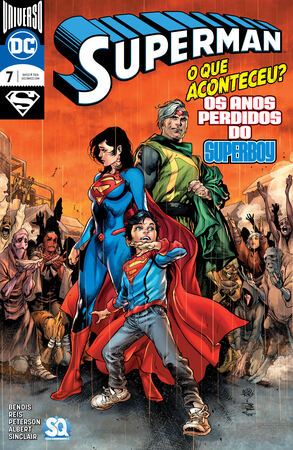 UNIVERSO
DC
SUPERMAN
7
O QUE
ACONTECEU?
OS ANOS
PERDIDOS
DO
SUPERBOY
BENDIS
REIS
PETERSON
ALBERT
SINCLAIR
SQ